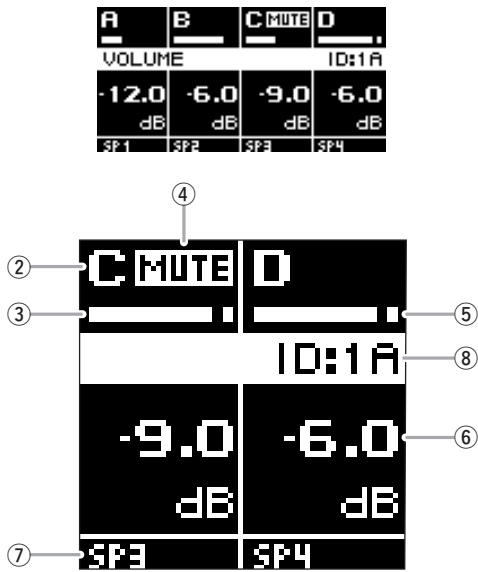 A B C MUTE D
VOLUME ID:1A
-12.0 -6.0 -9.0 -6.0
dB dB dB dB
SP1 SP2 SP3 SP4
④
② C MUTE D
③ ⑤
ID:1A ⑧
-9.0 -6.0 ⑥
dB dB
⑦ SP3 SP4